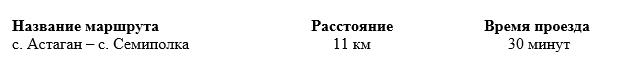 Название маршрута Расстояние Время проезда
с. Астаган – с. Семиполка 11 км 30 минут